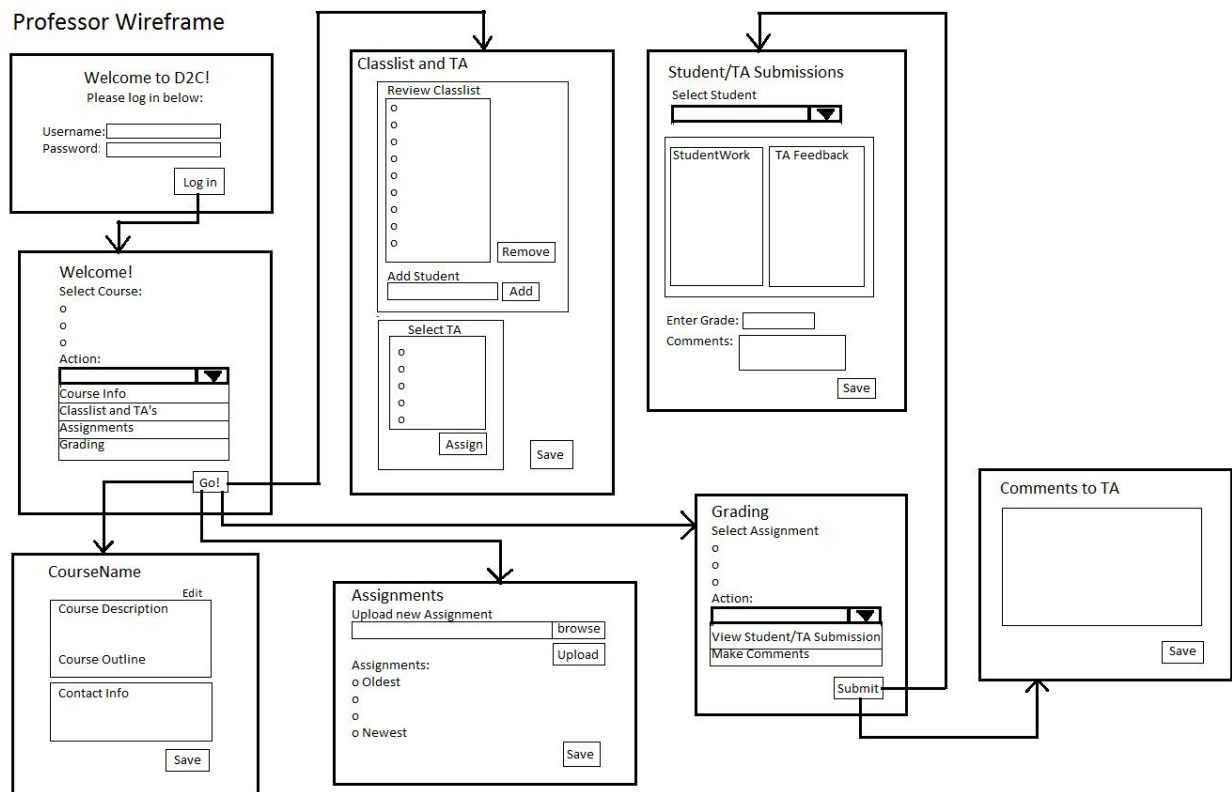 Professor Wireframe
Welcome to D2C!
Please log in below:
Username:
Password:
Log in
Welcome!
Select Course:
o
o
o
Action:
Course Info
Classlist and TA's
Assignments
Grading
Go!
CourseName
Edit
Course Description
Course Outline
Contact Info
Save
Classlist and TA
Review Classlist
o
o
o
o
o
o
o
o
o
Remove
Add Student
Add
Select TA
o
o
o
o
o
Assign
Save
Assignments
Upload new Assignment
browse
Upload
Assignments:
o Oldest
o
o
o Newest
Save
Student/TA Submissions
Select Student
StudentWork
TA Feedback
Enter Grade:
Comments:
Save
Grading
Select Assignment
o
o
o
Action:
View Student/TA Submission
Make Comments
Submit
Comments to TA
Save